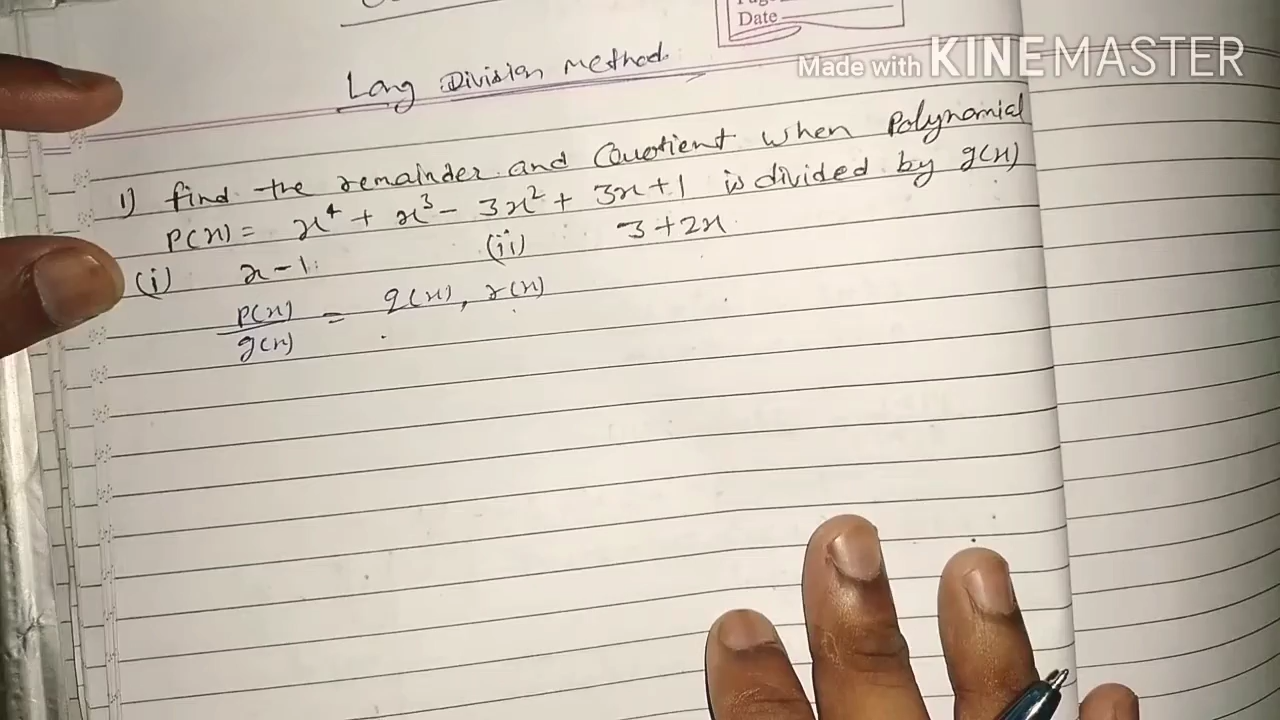 Date
Made with KINEMASTER
Long Division Method.
1) find the remainder and Quotient when Polynomial
P(x) = x⁴ + x³ - 3x² + 3x + 1 is divided by g(x)
(i) x - 1. (ii) 3 + 2x.
P(x)/g(x) = q(x), r(x)